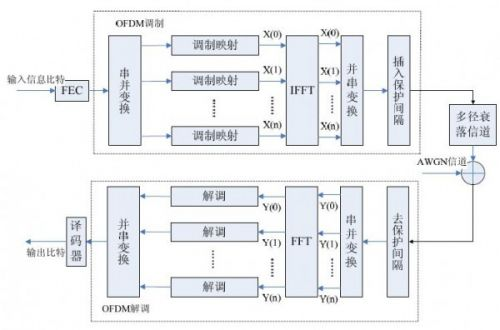 OFDM调制
输入信息比特
FEC
串并变换
调制映射
调制映射
调制映射
X(0)
X(1)
X(n)
IFFT
X(0)
X(1)
X(n)
并串变换
插入保护间隔
多径衰落信道
AWGN信道
去保护间隔
串并变换
Y(0)
Y(1)
Y(n)
FFT
Y(0)
Y(1)
Y(n)
解调
解调
解调
并串变换
译码器
输出比特
OFDM解调